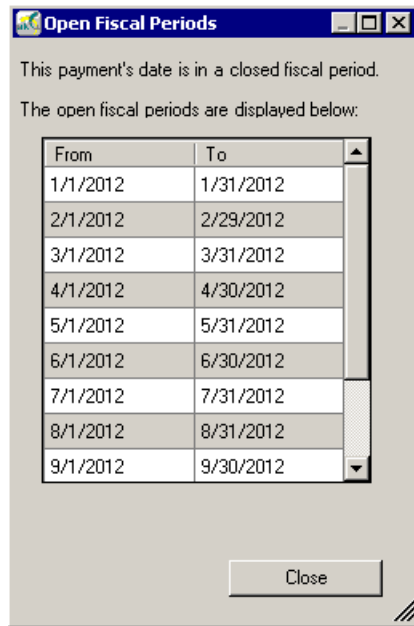 Open Fiscal Periods
This payment's date is in a closed fiscal period.
The open fiscal periods are displayed below:
From To
1/1/2012 1/31/2012
2/1/2012 2/29/2012
3/1/2012 3/31/2012
4/1/2012 4/30/2012
5/1/2012 5/31/2012
6/1/2012 6/30/2012
7/1/2012 7/31/2012
8/1/2012 8/31/2012
9/1/2012 9/30/2012
Close